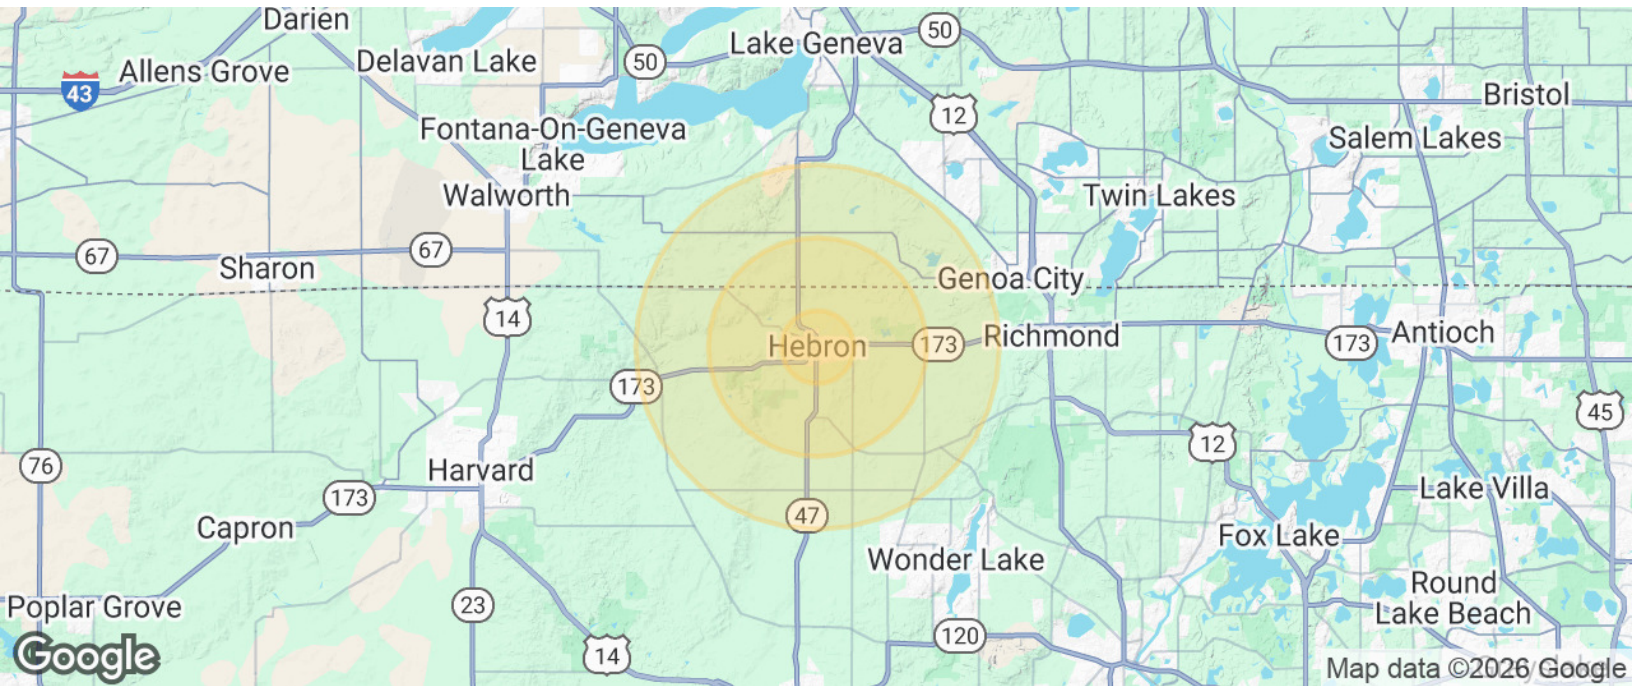 Darien
50
Lake Geneva
50
Delavan Lake
Allens Grove
43
Bristol
12
Fontana-On-Geneva
Lake
Salem Lakes
Walworth
Twin Lakes
67
67
Sharon
Genoa City
14
Hebron
173
Richmond
173
Antioch
173
45
12
76
Harvard
173
Lake Villa
47
Capron
Fox Lake
Wonder Lake
Round
Lake Beach
Poplar Grove
23
120
14
Google
Map data ©2026 Google